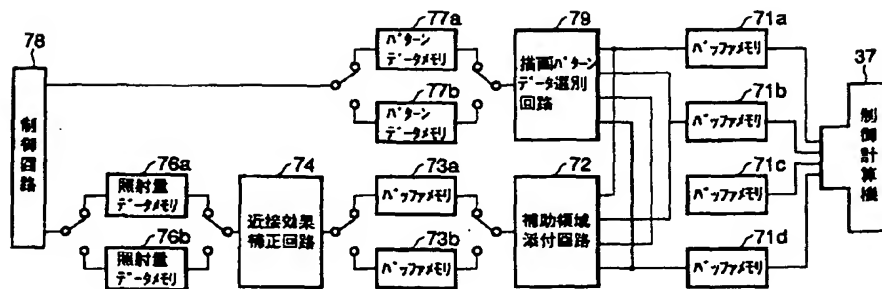 78
制御回路
77a
パターン
データメモリ
77b
パターン
データメモリ
79
描画パターン
データ選別
回路
71a
バッファメモリ
71b
バッファメモリ
71c
バッファメモリ
71d
バッファメモリ
37
制御計算機
76a
照射量
データメモリ
76b
照射量
データメモリ
74
近接効果
補正回路
73a
バッファメモリ
73b
バッファメモリ
72
補助領域
添付回路